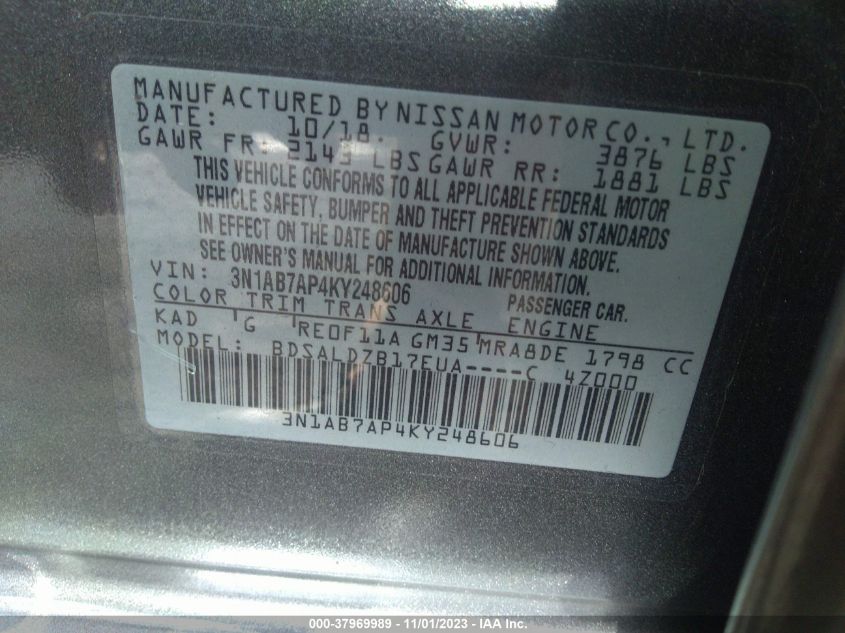 MANUFACTURED BY NISSAN MOTOR CO., LTD.
DATE: 10/18 GVWR: 3876 LBS
GAWR FR: 2143 LBS GAWR RR: 1881 LBS
THIS VEHICLE CONFORMS TO ALL APPLICABLE FEDERAL MOTOR
VEHICLE SAFETY, BUMPER AND THEFT PREVENTION STANDARDS
IN EFFECT ON THE DATE OF MANUFACTURE SHOWN ABOVE.
SEE OWNER'S MANUAL FOR ADDITIONAL INFORMATION.
VIN: 3N1AB7AP4KY248606 PASSENGER CAR.
COLOR TRIM TRANS AXLE ENGINE
KAD G RE0F11A GM35 MRA8DE 1798 CC
MODEL: BDSALDZB17EUA----C 4Z000
3N1AB7AP4KY248606
000-37969989 - 11/01/2023 - IAA Inc.